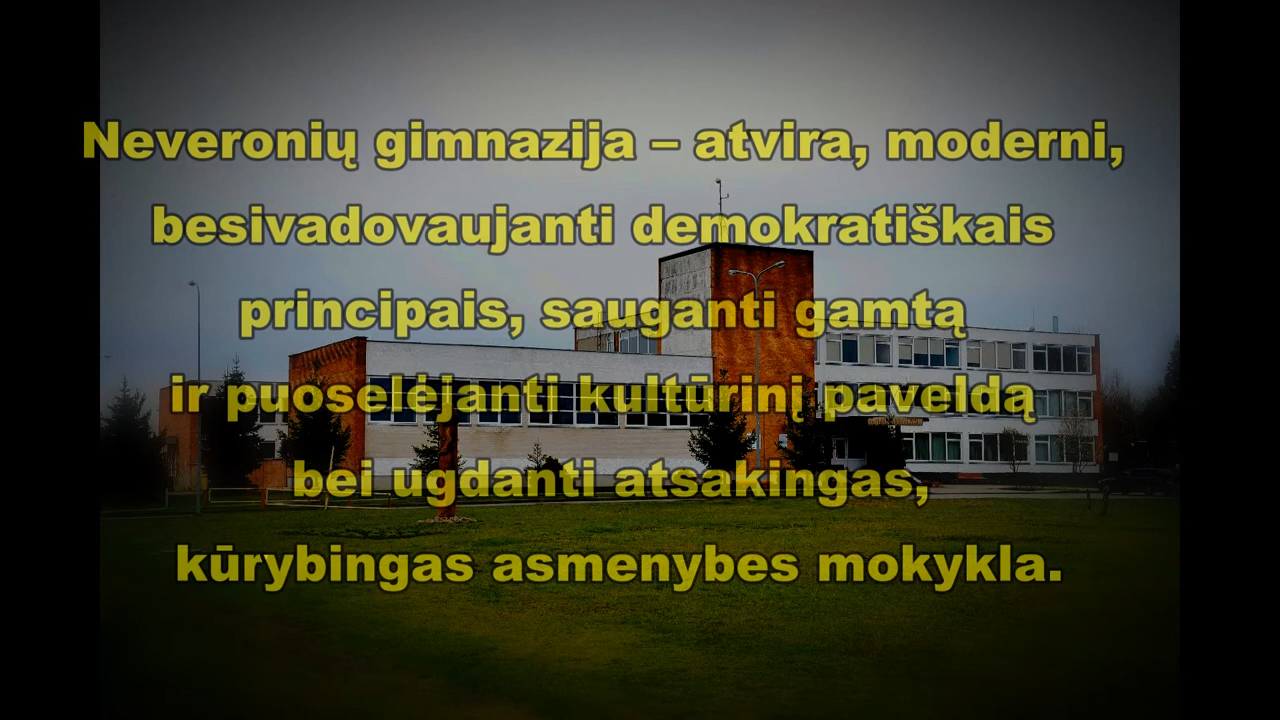 Neveronių gimnazija – atvira, moderni,
besivadovaujanti demokratiškais
principais, sauganti gamtą
ir puoselėjanti kultūrinį paveldą
bei ugdanti atsakingas,
kūrybingas asmenybes mokykla.